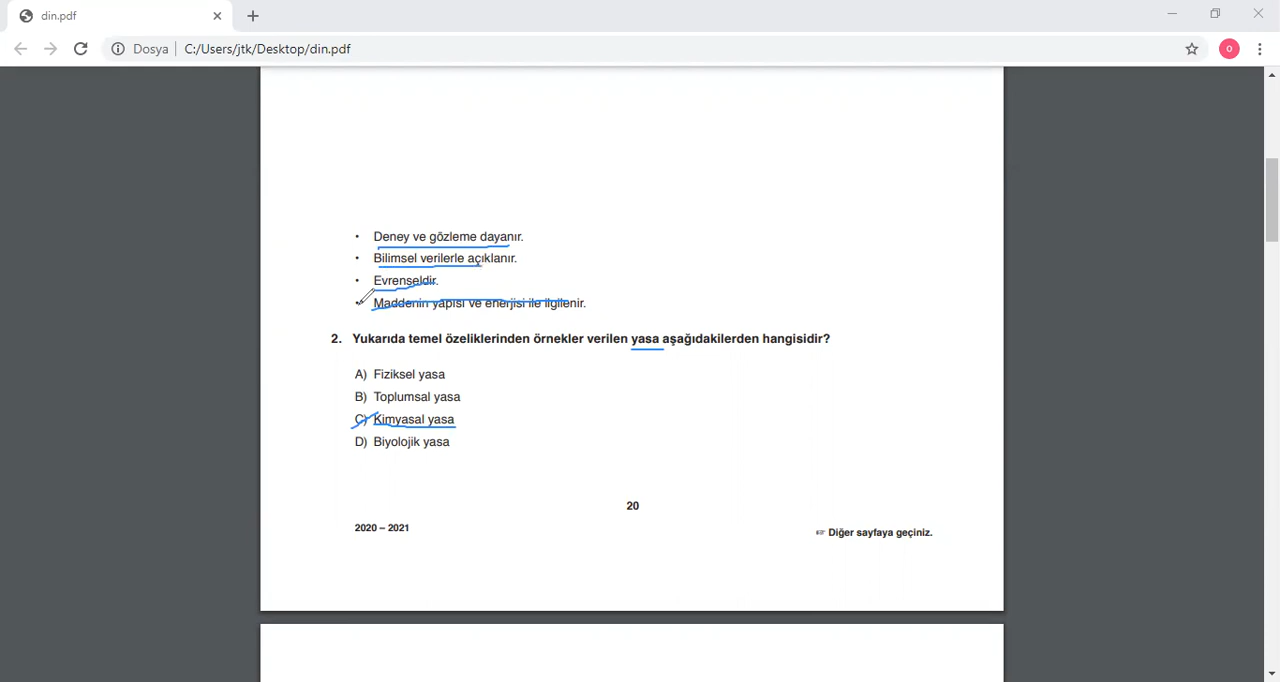 din.pdf
Dosya
C:/Users/jtk/Desktop/din.pdf
O
• Deney ve gözleme dayanır.
• Bilimsel verilerle açıklanır.
• Evrenseldir.
• Maddenin yapısı ve enerjisi ile ilgilenir.
2. Yukarıda temel özeliklerinden örnekler verilen yasa aşağıdakilerden hangisidir?
A) Fiziksel yasa
B) Toplumsal yasa
C) Kimyasal yasa
D) Biyolojik yasa
20
2020 – 2021
☞ Diğer sayfaya geçiniz.